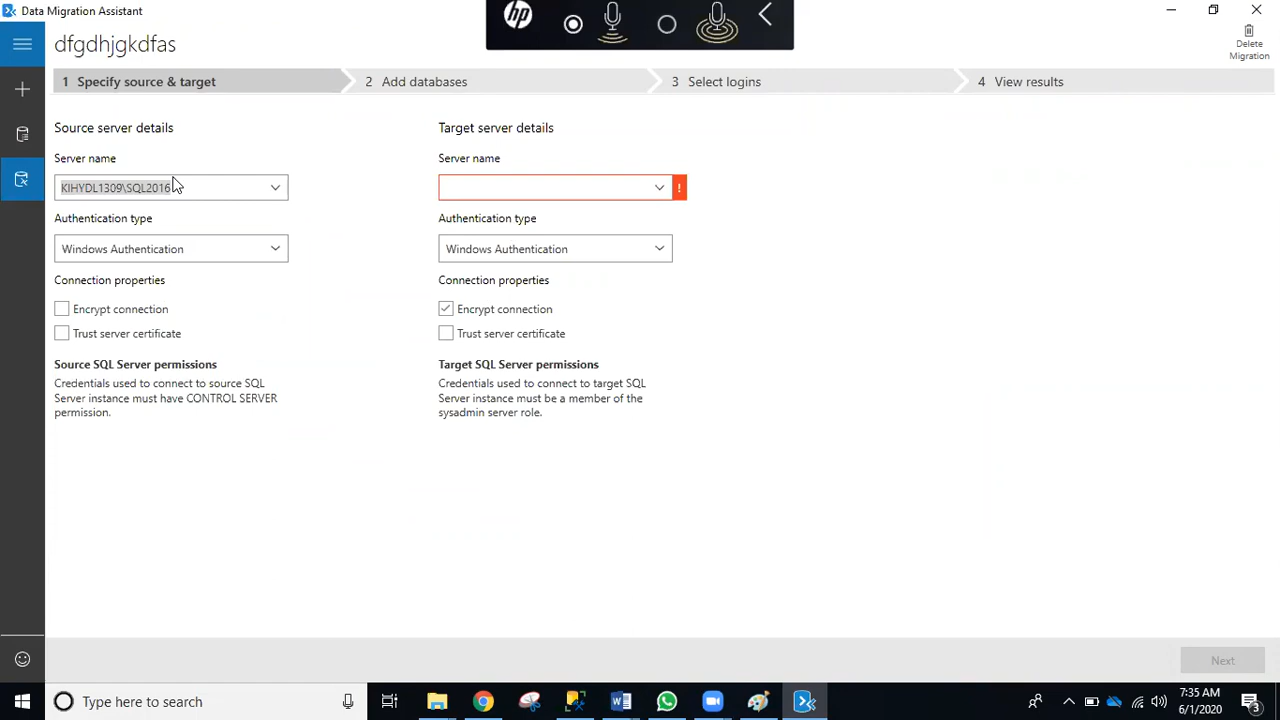 Data Migration Assistant
hp
dfgdhjgkdfas
Delete
Migration
1 Specify source & target
2 Add databases
3 Select logins
4 View results
Source server details
Server name
KIHYDL1309\SQL2016
Authentication type
Windows Authentication
Connection properties
Encrypt connection
Trust server certificate
Source SQL Server permissions
Credentials used to connect to source SQL
Server instance must have CONTROL SERVER
permission.
Target server details
Server name
!
Authentication type
Windows Authentication
Connection properties
Encrypt connection
Trust server certificate
Target SQL Server permissions
Credentials used to connect to target SQL
Server instance must be a member of the
sysadmin server role.
Next
Type here to search
7:35 AM
6/1/2020
3